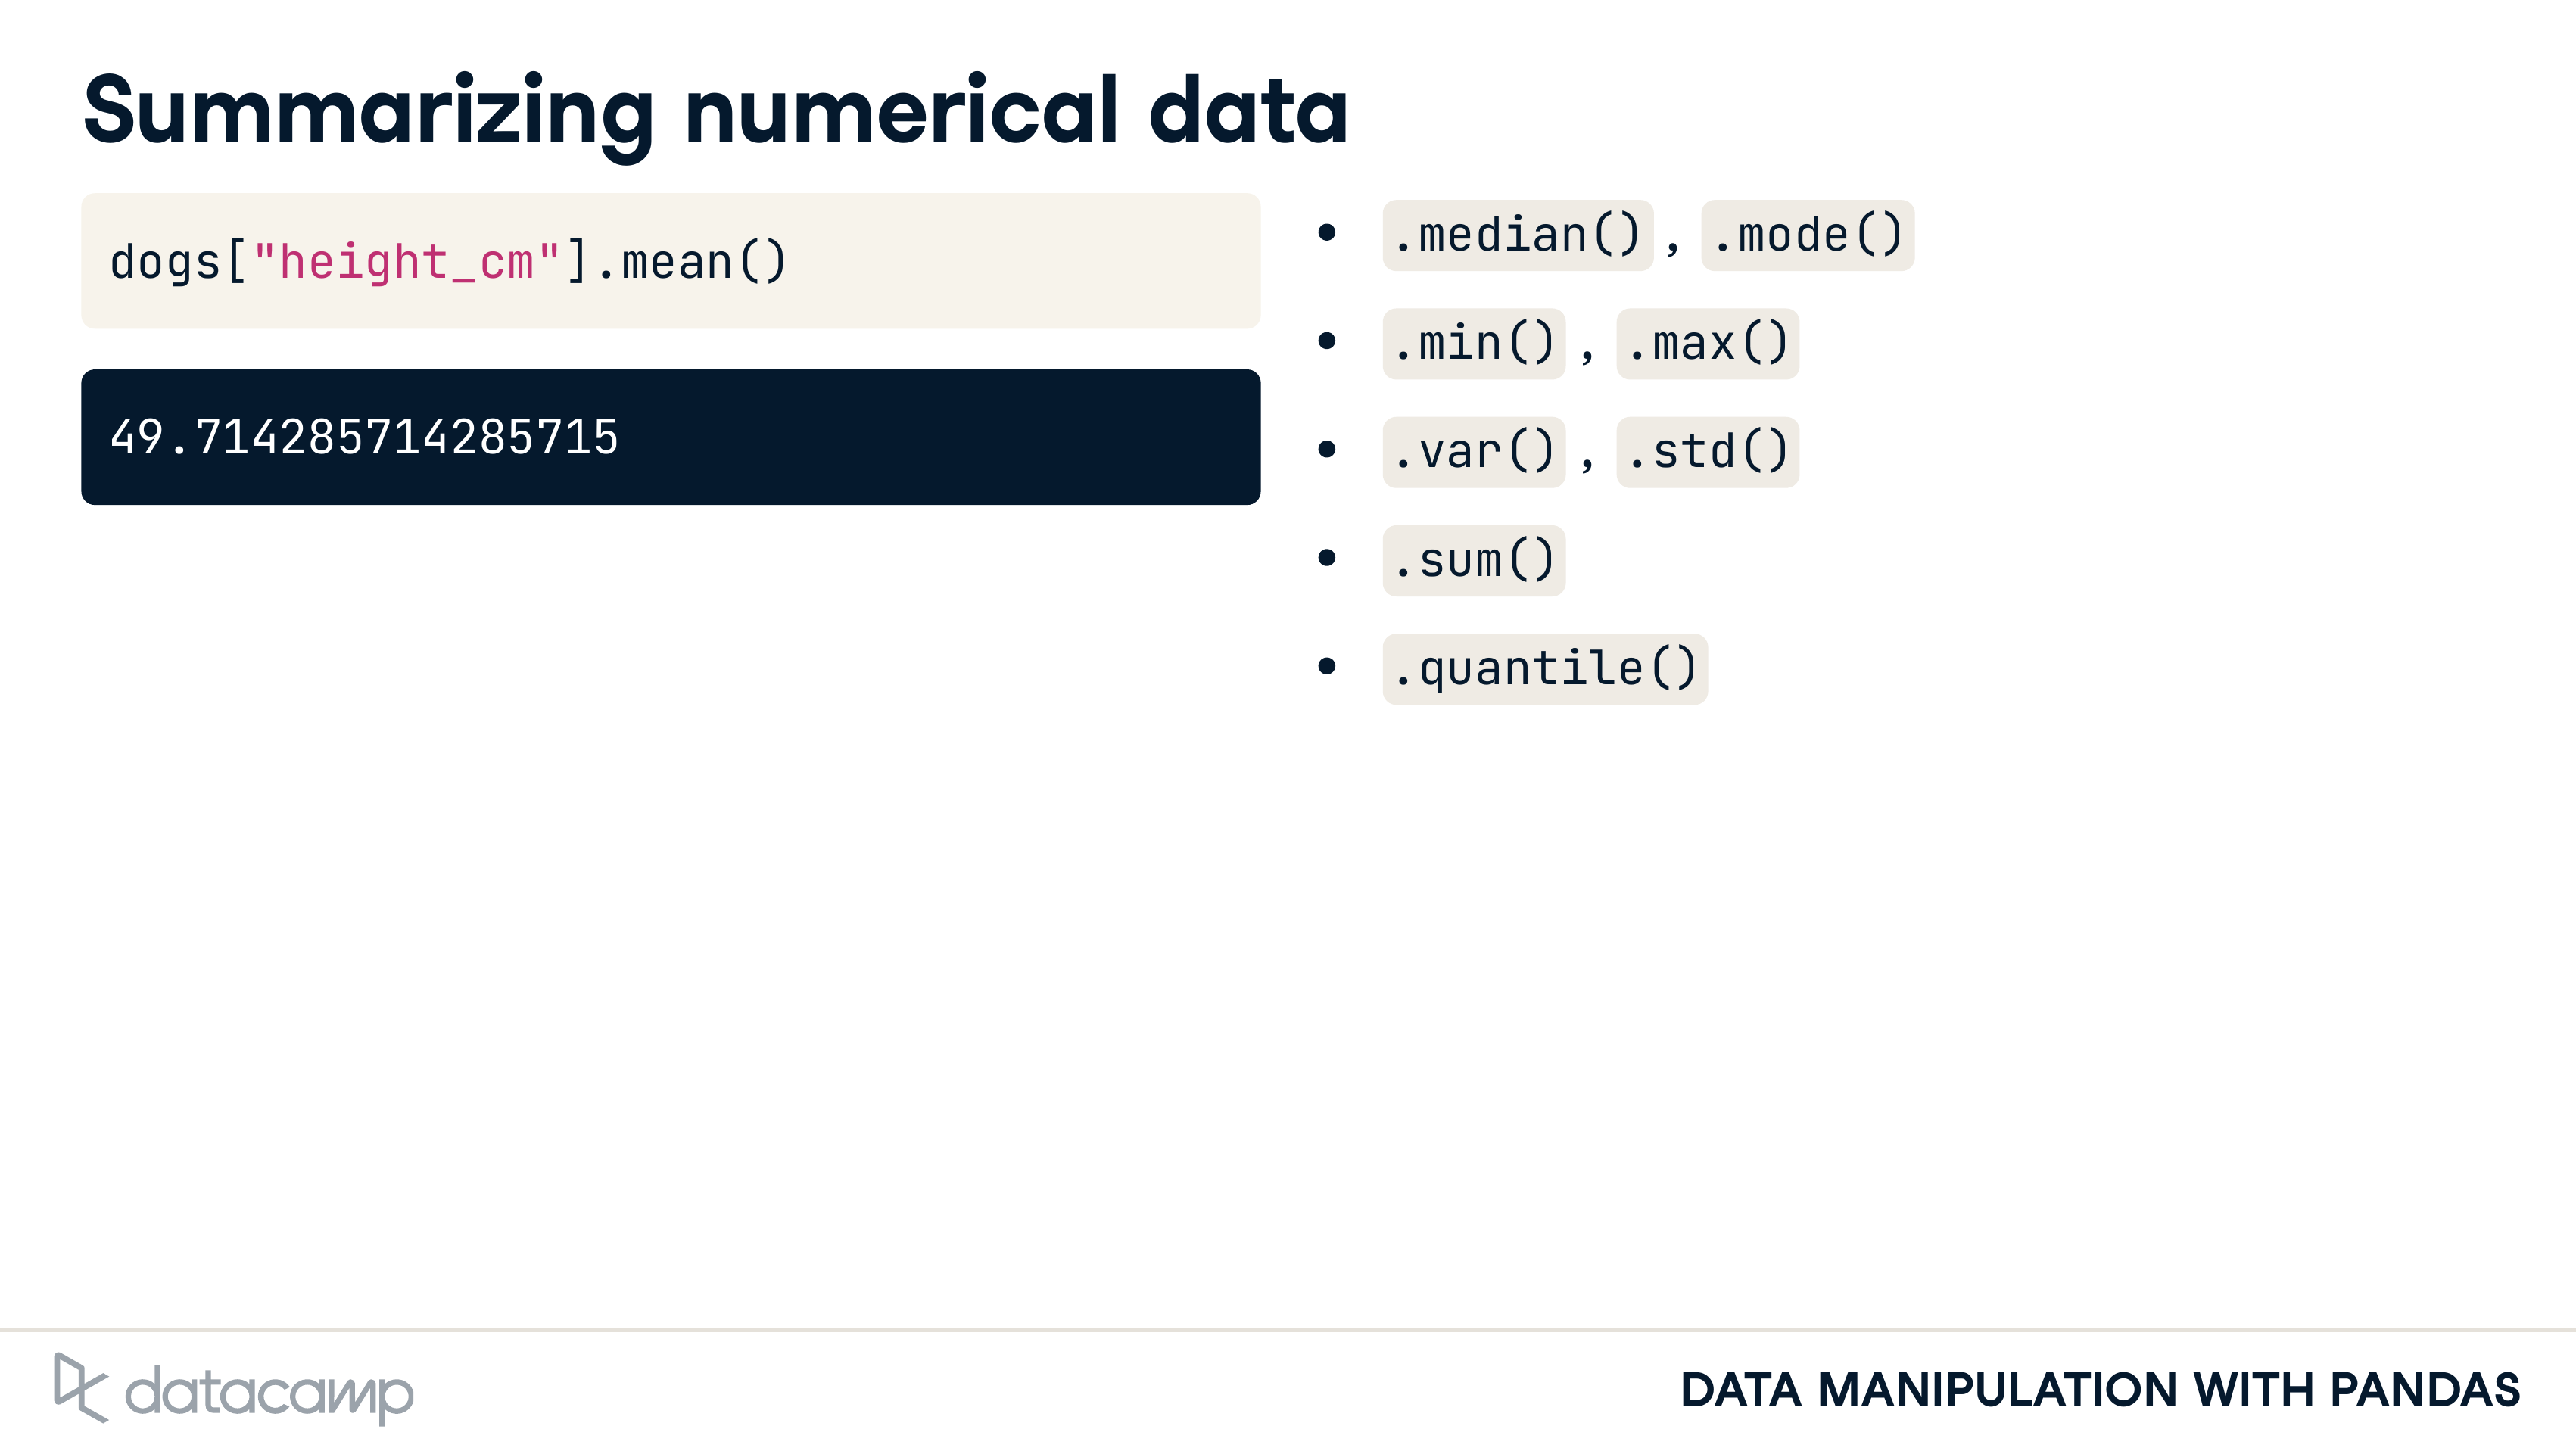 Summarizing numerical data
dogs["height_cm"].mean()
49.714285714285715
• .median() , .mode()
• .min() , .max()
• .var() , .std()
• .sum()
• .quantile()
datacamp
DATA MANIPULATION WITH PANDAS